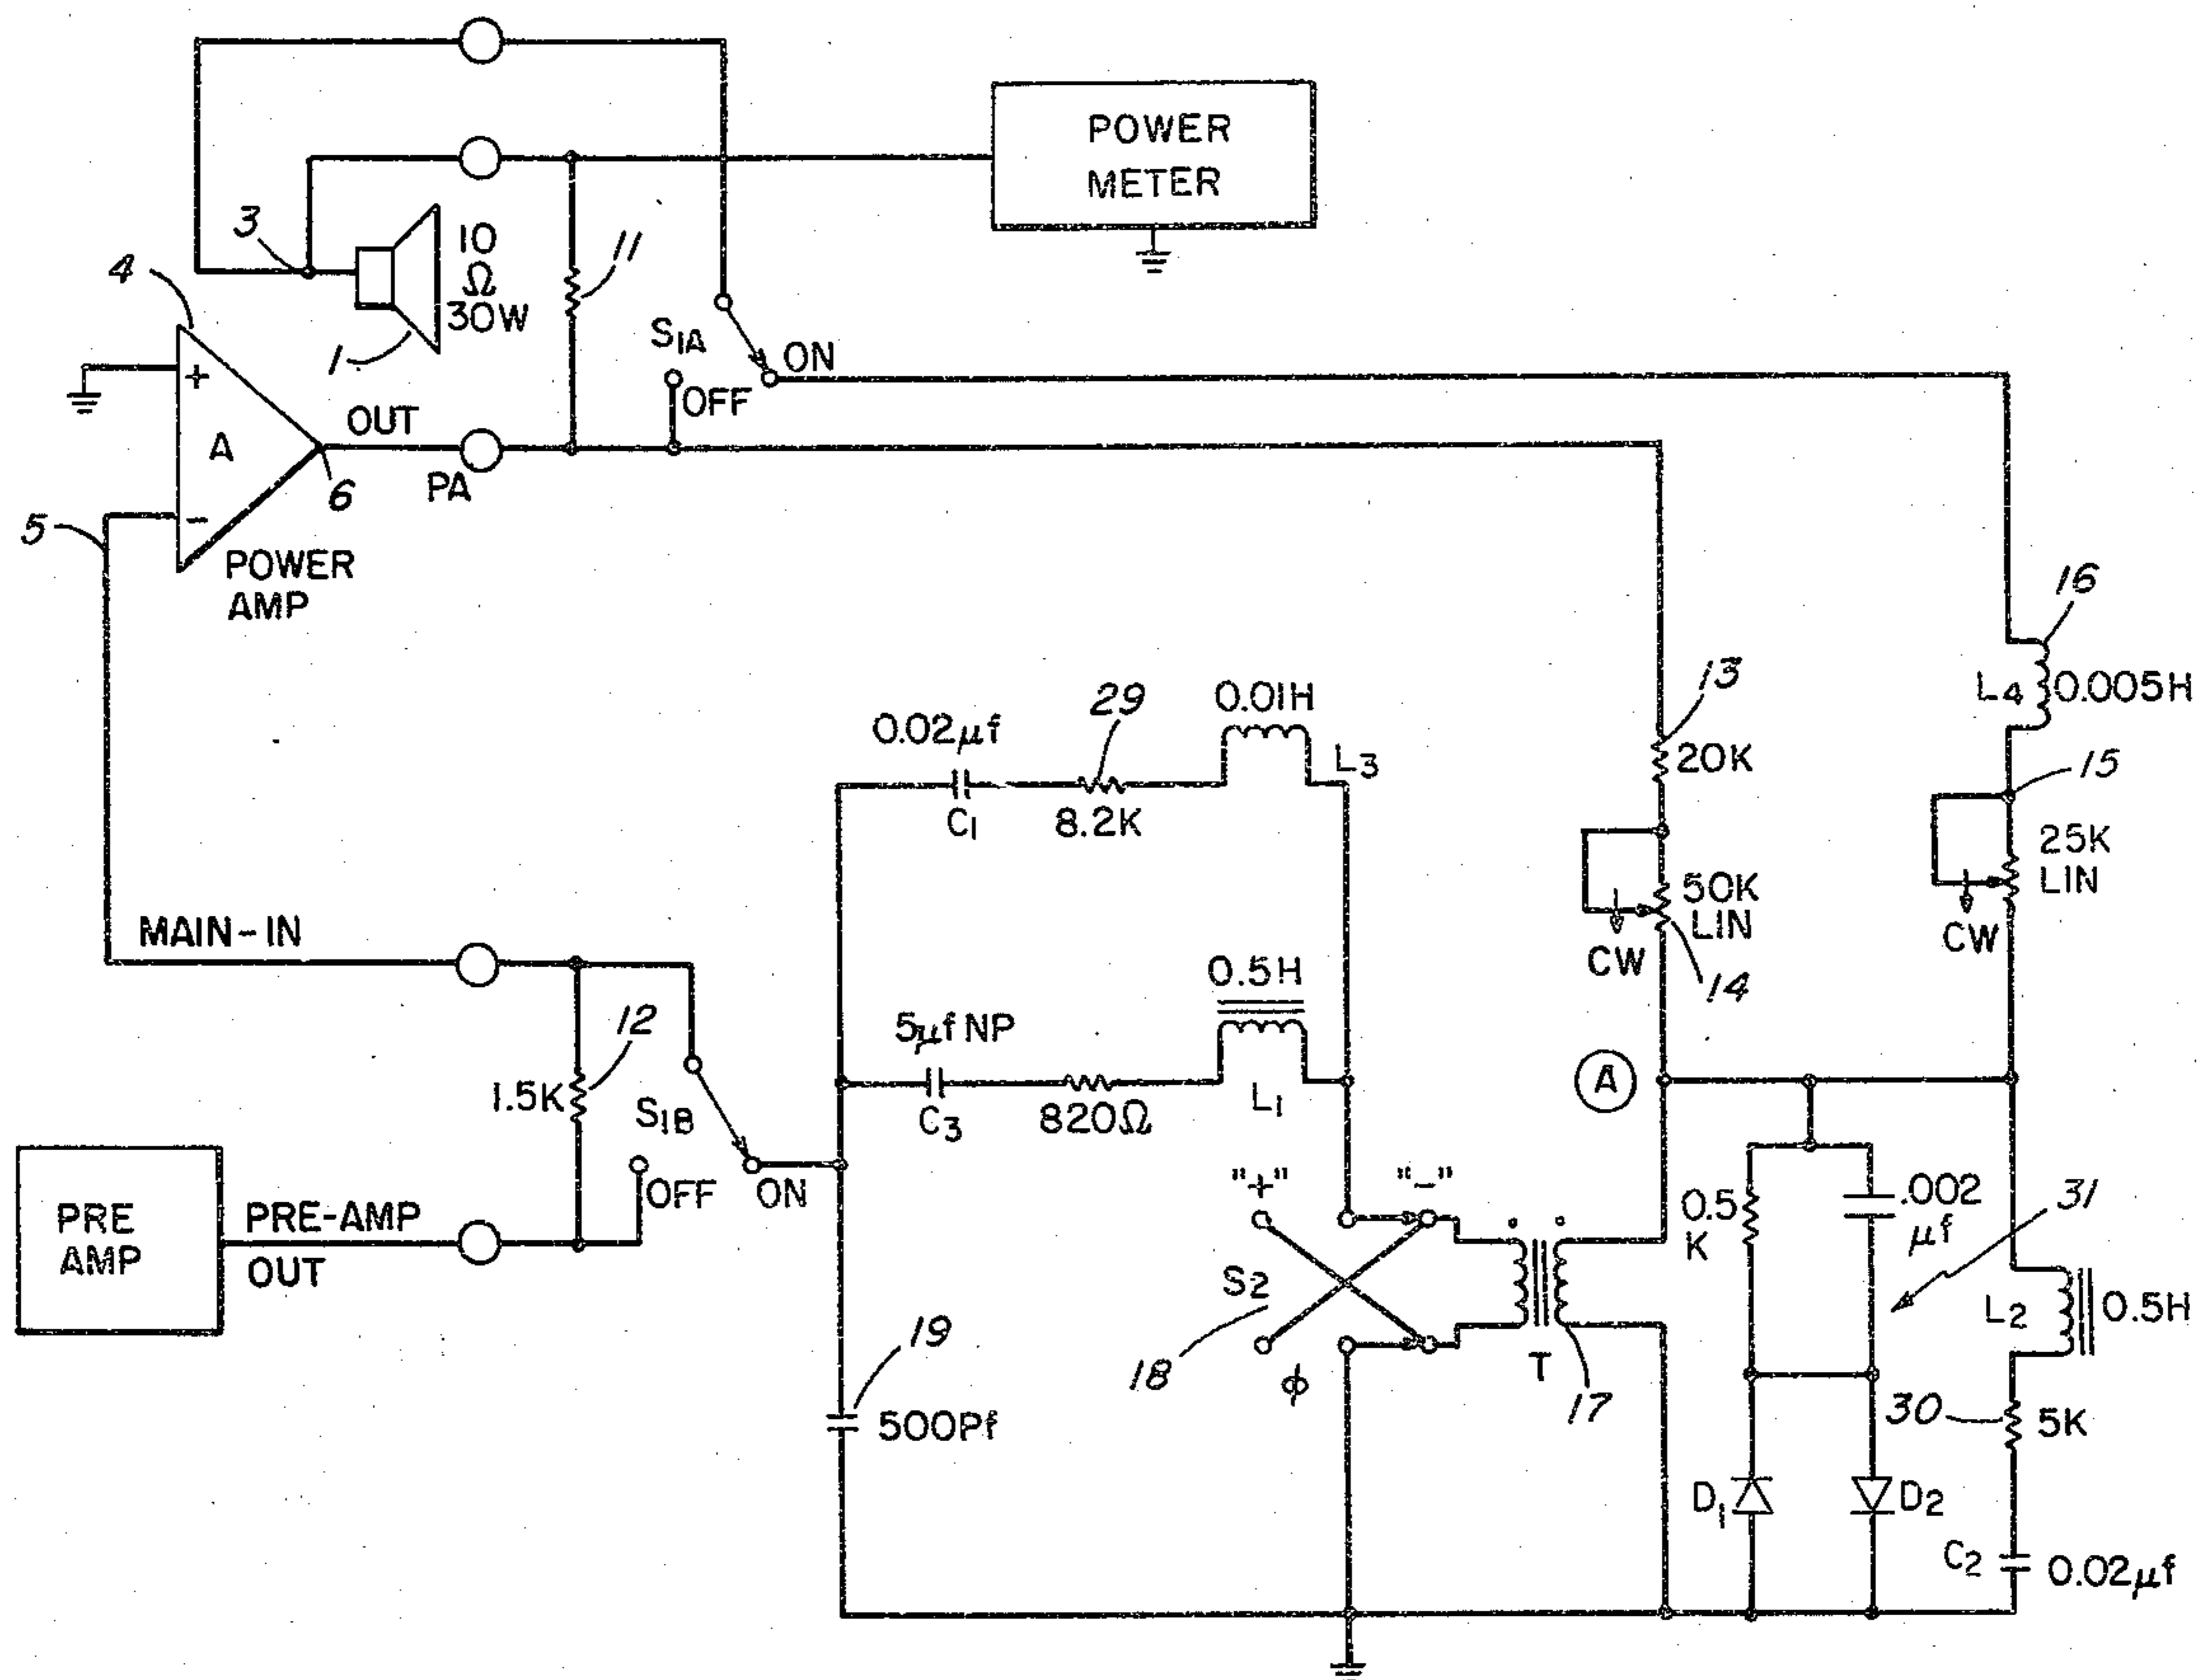 POWER
METER
3
10
Ω
30W
11
4
1
S1A
ON
OFF
+
A
OUT
PA
6
5
-
POWER
AMP
16
L4
0.005H
13
20K
15
29
0.01H
0.02μf
L3
C1
8.2K
25K
LIN
50K
LIN
CW
CW
14
MAIN-IN
0.5H
12
5μf NP
1.5K
S1B
C3
820Ω
L1
A
PRE
AMP
PRE-AMP
OUT
OFF
ON
"+"
"-"
0.5
K
.002
μf
31
S2
18
ϕ
T
17
L2
0.5H
19
500Pf
30
5K
D1
D2
C2
0.02μf